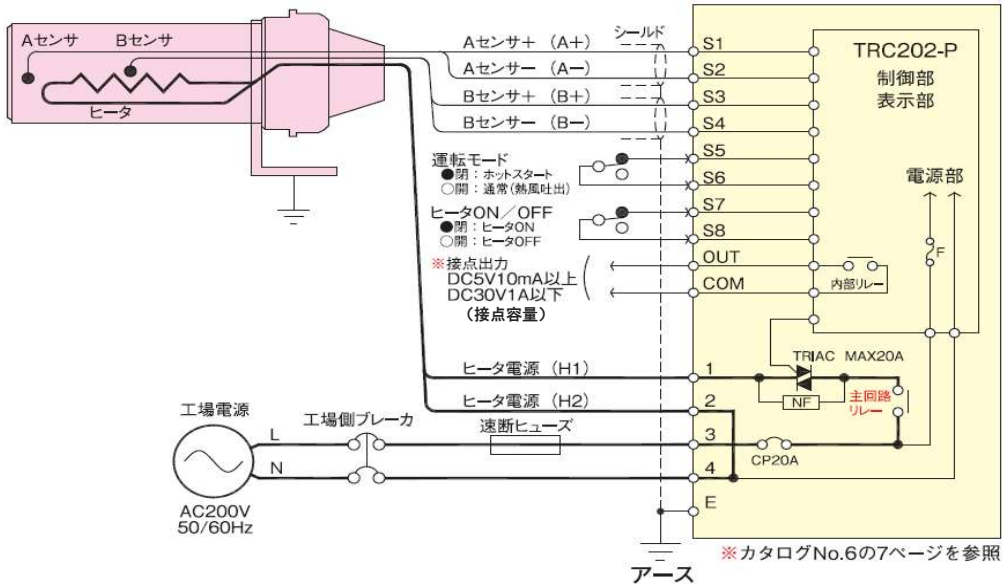 Aセンサ
Bセンサ
ヒータ
Aセンサ+ (A+)
Aセンサー (A−)
Bセンサ+ (B+)
Bセンサー (B−)
シールド
運転モード
●閉：ホットスタート
○開：通常(熱風吐出)
ヒータON／OFF
●閉：ヒータON
○開：ヒータOFF
※接点出力
DC5V10mA以上
DC30V1A以下
(接点容量)
ヒータ電源 (H1)
ヒータ電源 (H2)
工場電源
L
N
AC200V
50/60Hz
工場側ブレーカ
速断ヒューズ
S1
S2
S3
S4
S5
S6
S7
S8
OUT
COM
1
2
3
4
E
TRC202-P
制御部
表示部
電源部
F
内部リレー
TRIAC MAX20A
NF
主回路
リレー
CP20A
アース
※カタログNo.6の7ページを参照